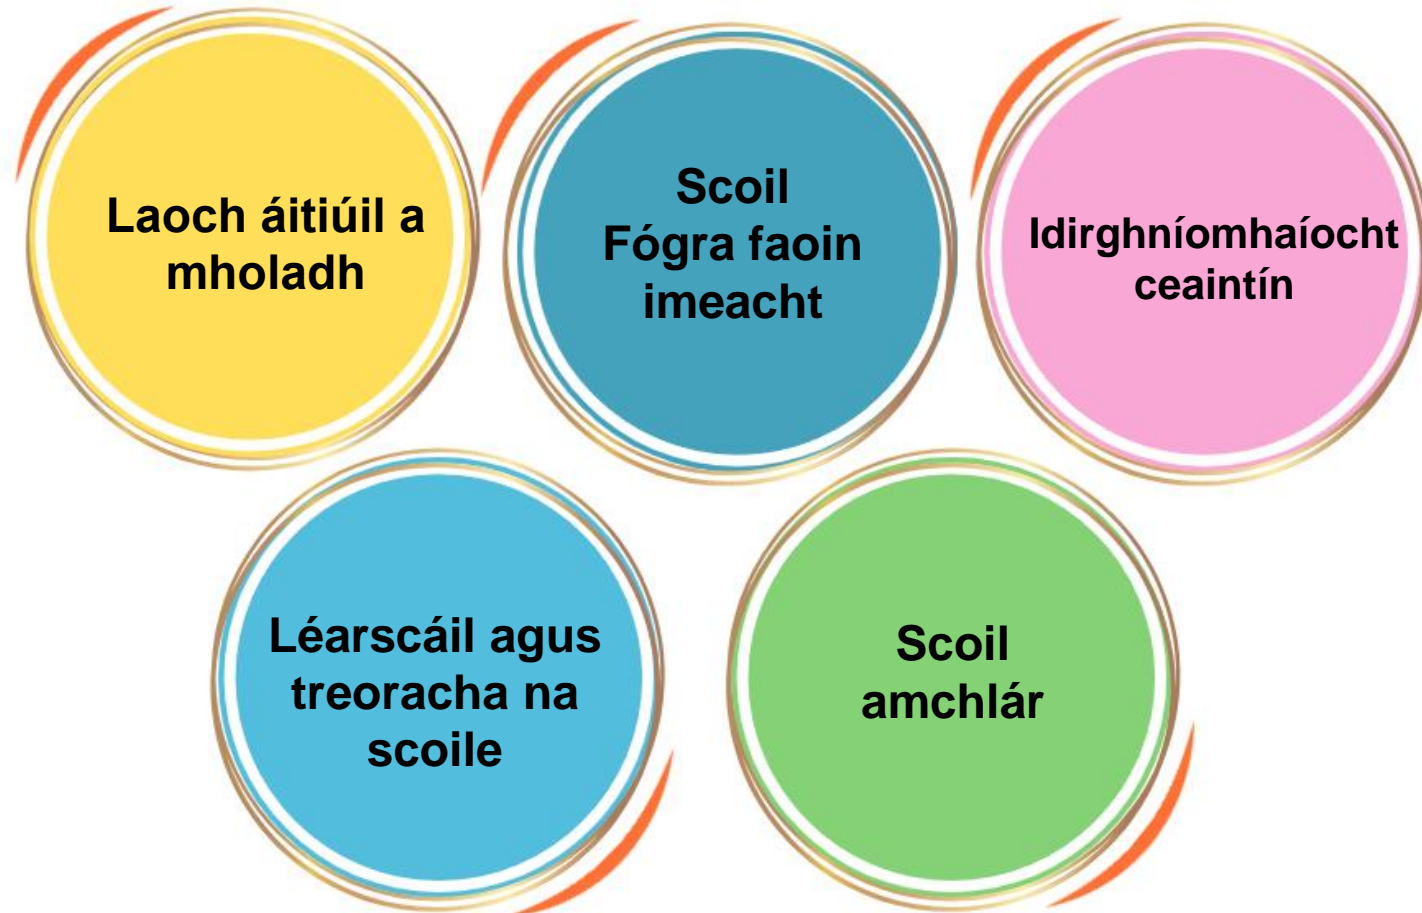 Laoch áitiúil a
mholadh
Scoil
Fógra faoin
imeacht
Idirghníomhaíocht
ceaintín
Léarscáil agus
treoracha na
scoile
Scoil
amchlár